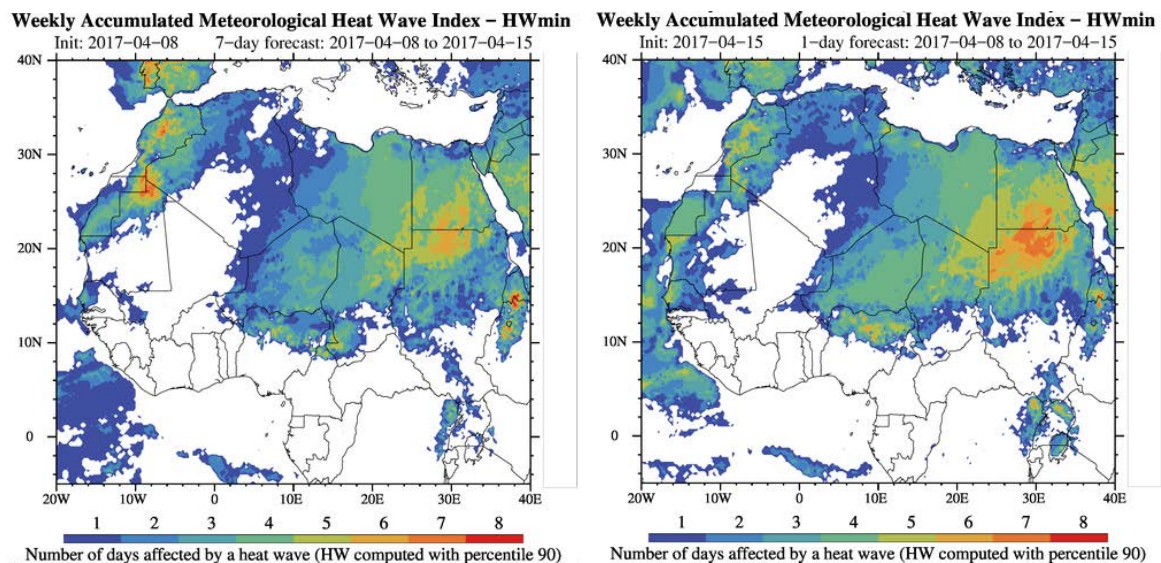 Weekly Accumulated Meteorological Heat Wave Index – HWmin
Init: 2017-04-08 7-day forecast: 2017-04-08 to 2017-04-15
40N
30N
20N
10N
0
20W 10W 0 10E 20E 30E 40E
1 2 3 4 5 6 7 8
Number of days affected by a heat wave (HW computed with percentile 90)
Weekly Accumulated Meteorological Heat Wave Index – HWmin
Init: 2017-04-15 1-day forecast: 2017-04-08 to 2017-04-15
40N
30N
20N
10N
0
20W 10W 0 10E 20E 30E 40E
1 2 3 4 5 6 7 8
Number of days affected by a heat wave (HW computed with percentile 90)